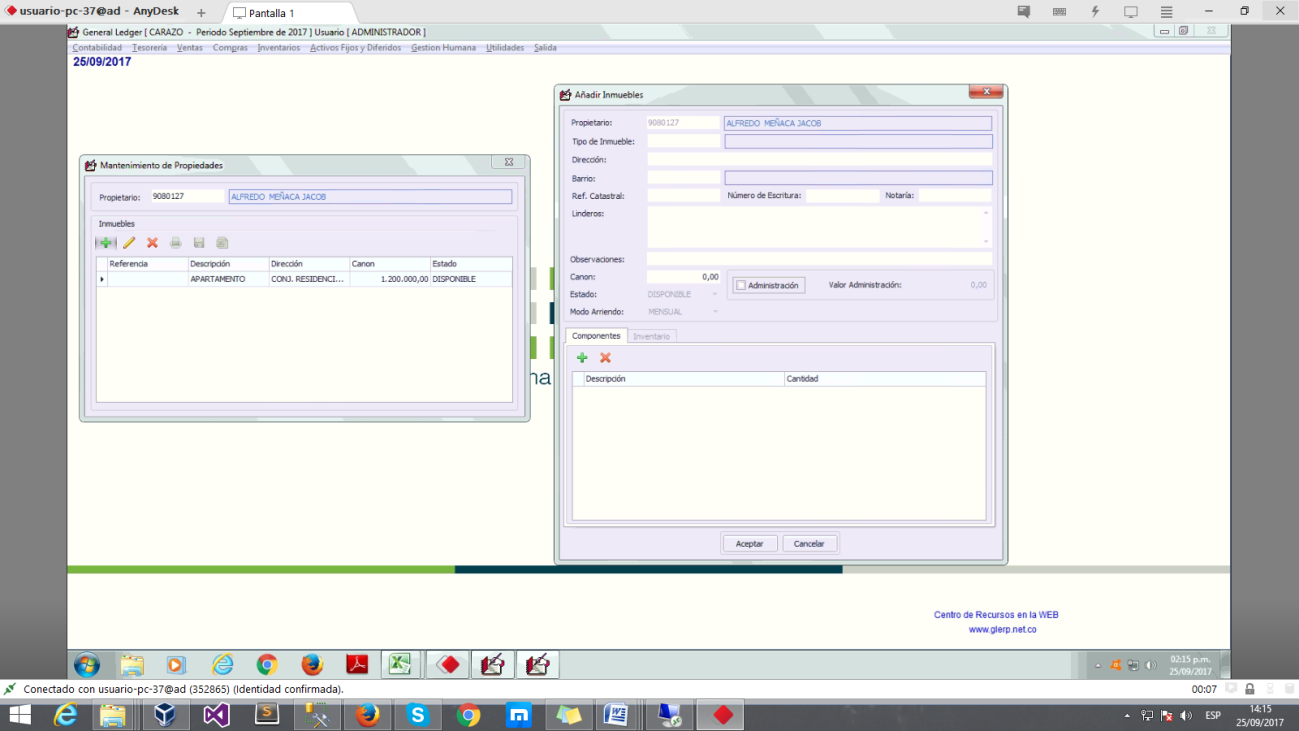 usuario-pc-37@ad - AnyDesk
Pantalla 1
General Ledger [ CARAZO - Periodo Septiembre de 2017 ] Usuario [ ADMINISTRADOR ]
Contabilidad Tesoreria Ventas Compras Inventarios Activos Fijos y Diferidos Gestion Humana Utilidades Salida
25/09/2017
Mantenimiento de Propiedades
Propietario: 9080127 ALFREDO MEÑACA JACOB
Inmuebles
Referencia Descripción Dirección Canon Estado
APARTAMENTO CONJ. RESIDENCI... 1.200.000,00 DISPONIBLE
Añadir Inmuebles
Propietario: 9080127 ALFREDO MEÑACA JACOB
Tipo de Inmueble:
Dirección:
Barrio:
Ref. Catastral: Número de Escritura: Notaría:
Linderos:
Observaciones:
Canon: 0,00 Administración Valor Administración: 0,00
Estado: DISPONIBLE
Modo Arriendo: MENSUAL
Componentes Inventario
Descripción Cantidad
Aceptar Cancelar
na
Centro de Recursos en la WEB
www.glerp.net.co
02:15 p.m.
25/09/2017
Conectado con usuario-pc-37@ad (352865) (Identidad confirmada). 00:07
ESP 14:15
25/09/2017